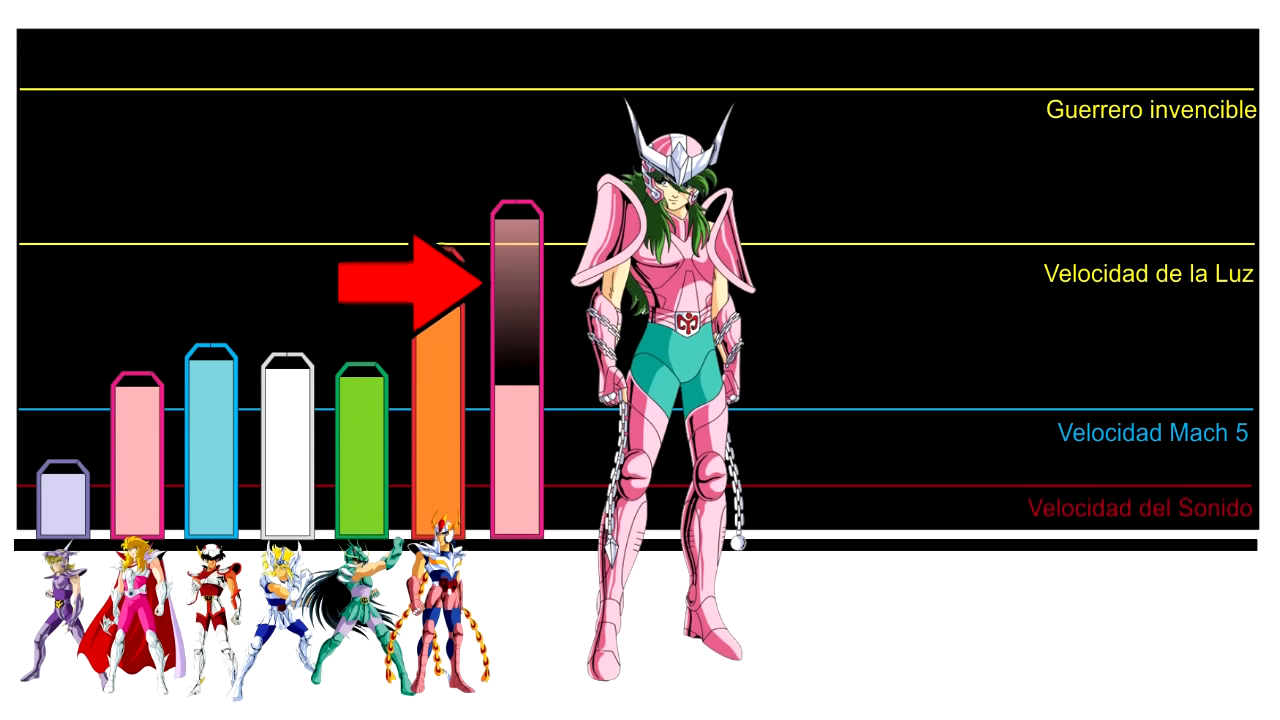 Guerrero invencible
Velocidad de la Luz
Velocidad Mach 5
Velocidad del Sonido